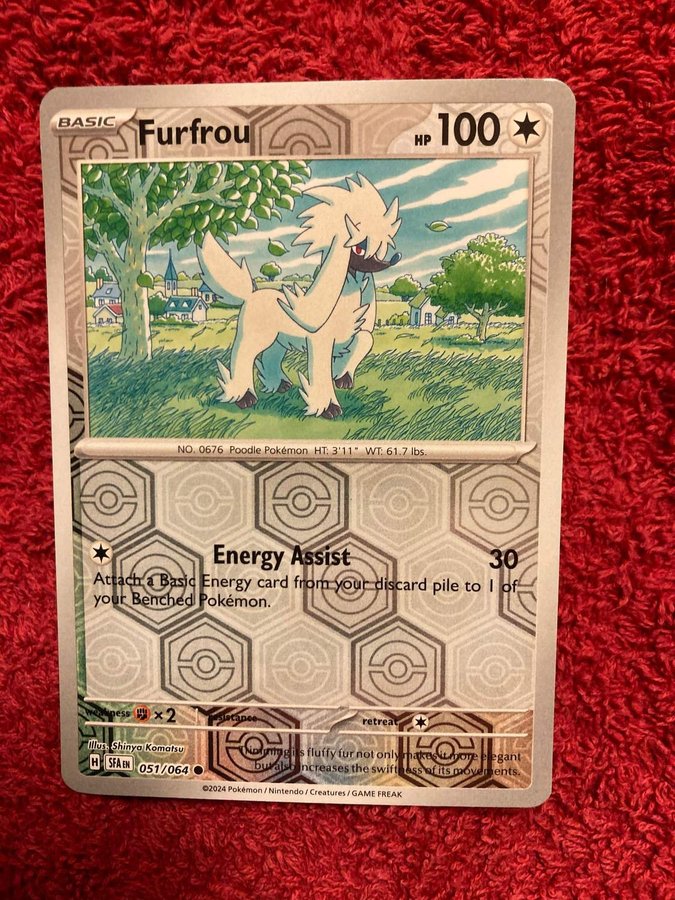 BASIC Furfrou HP 100
NO. 0676 Poodle Pokémon HT: 3'11" WT: 61.7 lbs.
Energy Assist 30
Attach a Basic Energy card from your discard pile to 1 of
your Benched Pokémon.
weakness ×2 resistance retreat
Illus. Shinya Komatsu
Trimming its fluffy fur not only makes it more elegant
but also increases the swiftness of its movements.
H SFA EN 051/064
©2024 Pokémon / Nintendo / Creatures / GAME FREAK